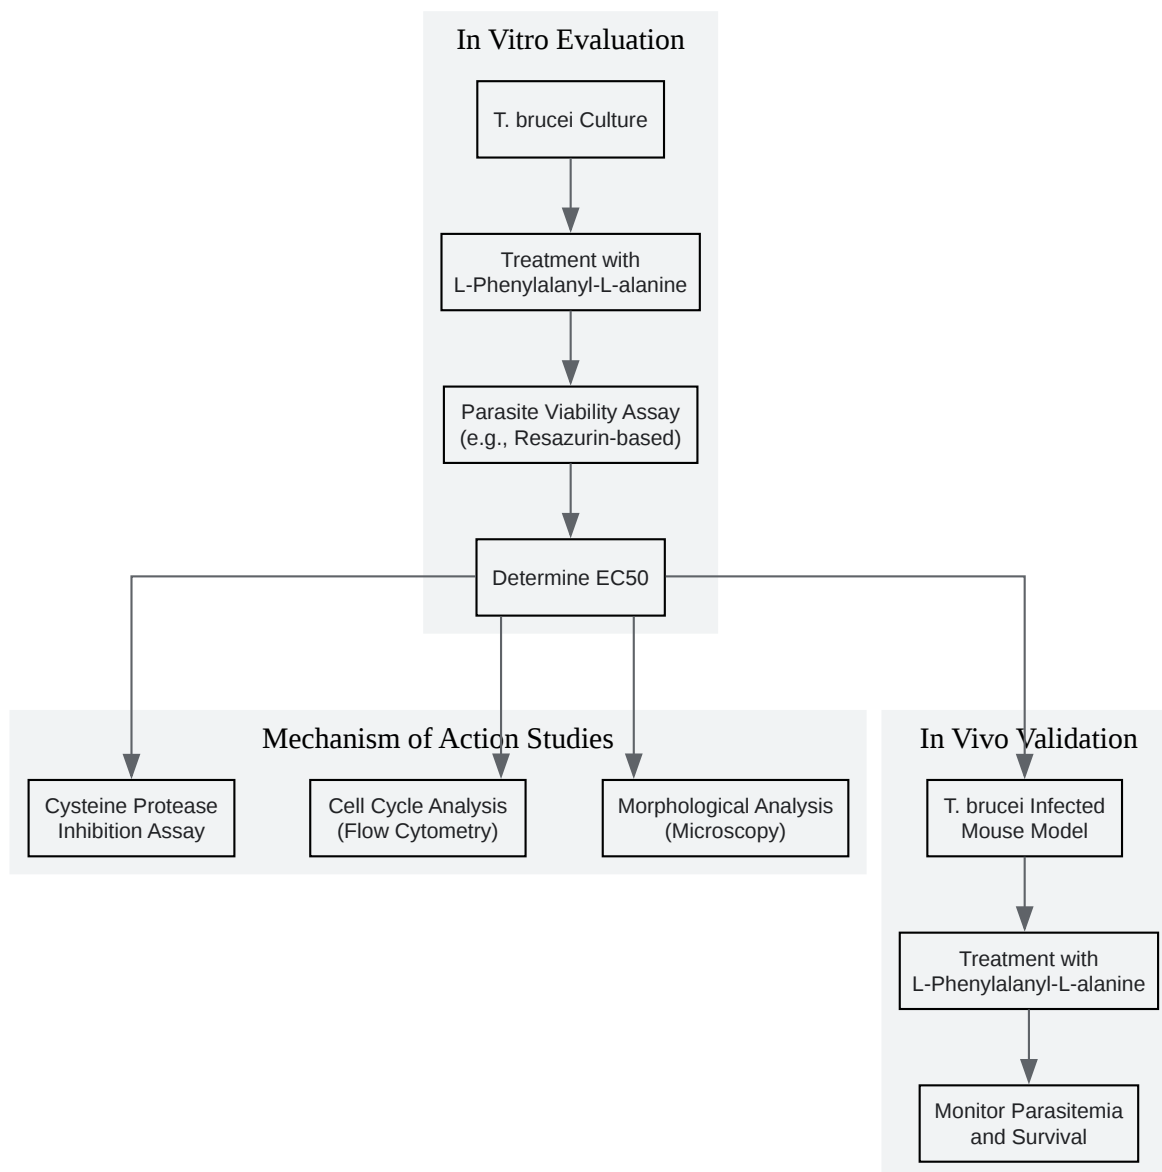 In Vitro Evaluation
T. brucei Culture
Treatment with
L-Phenylalanyl-L-alanine
Parasite Viability Assay
(e.g., Resazurin-based)
Determine EC50
Mechanism of Action Studies
Cysteine Protease
Inhibition Assay
Cell Cycle Analysis
(Flow Cytometry)
Morphological Analysis
(Microscopy)
In Vivo Validation
T. brucei Infected
Mouse Model
Treatment with
L-Phenylalanyl-L-alanine
Monitor Parasitemia
and Survival